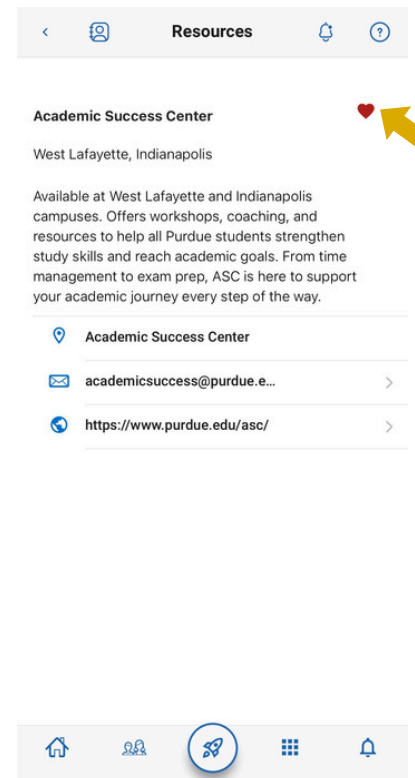 Resources
?
Academic Success Center
West Lafayette, Indianapolis
Available at West Lafayette and Indianapolis
campuses. Offers workshops, coaching, and
resources to help all Purdue students strengthen
study skills and reach academic goals. From time
management to exam prep, ASC is here to support
your academic journey every step of the way.
Academic Success Center
academicsuccess@purdue.e...
https://www.purdue.edu/asc/